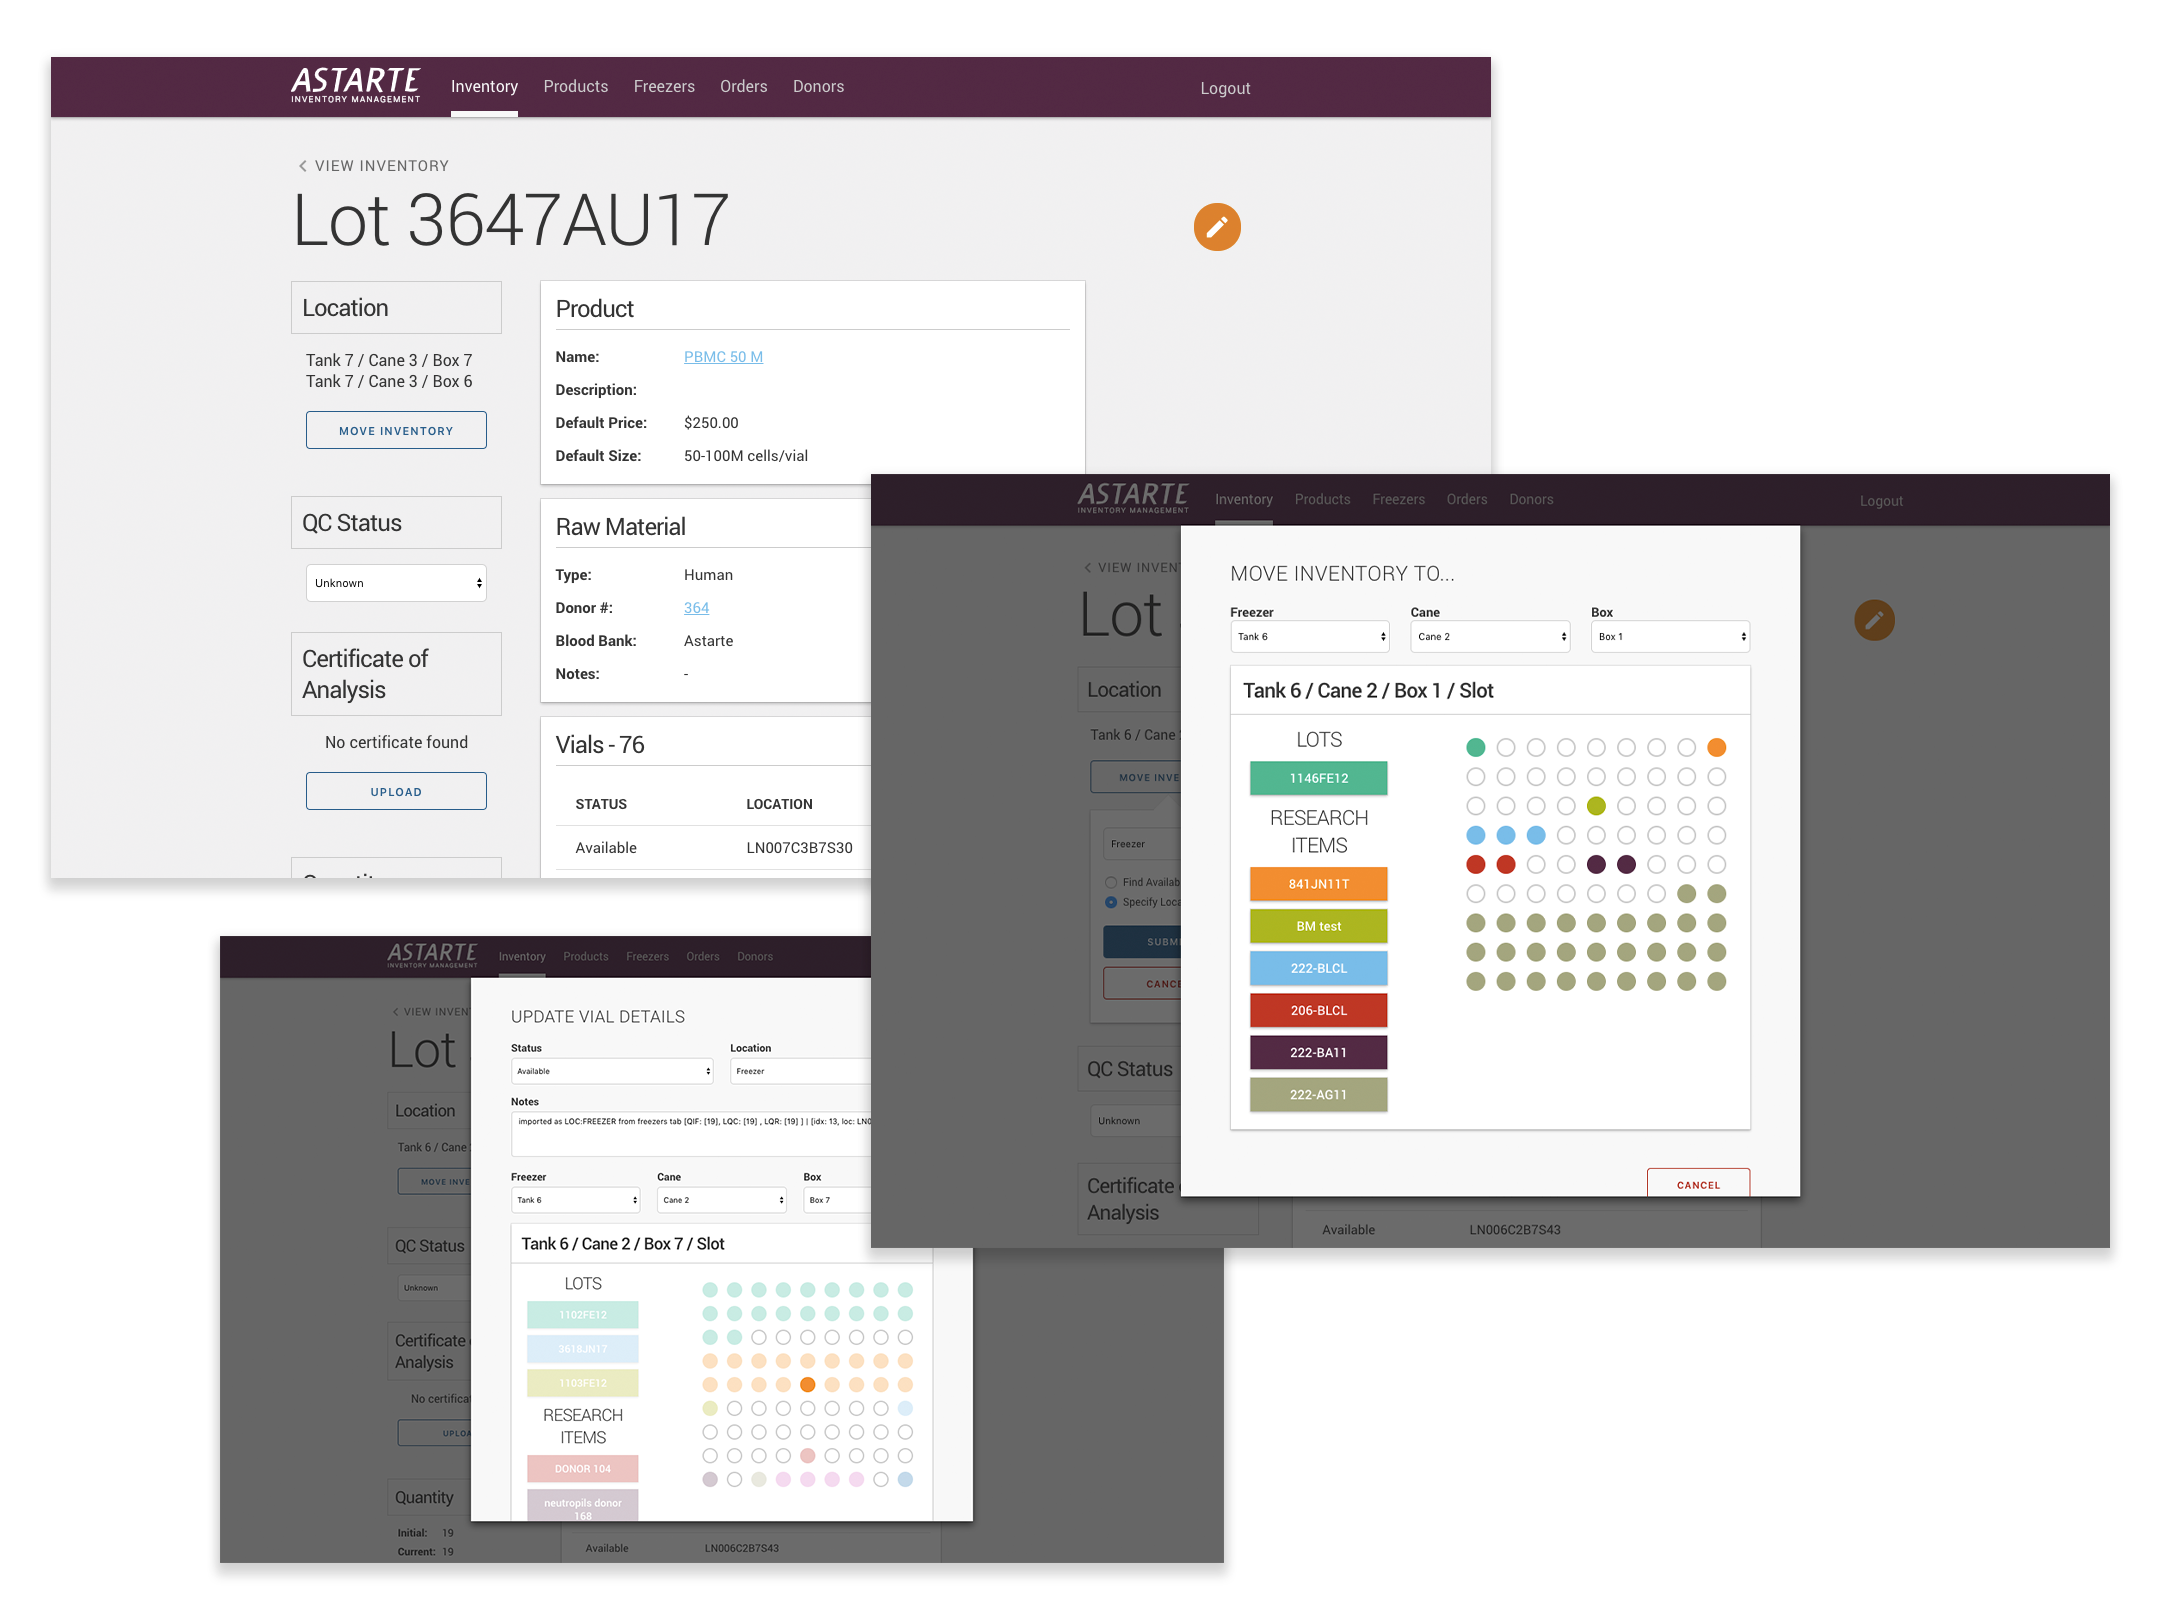 ASTARTE
INVENTORY MANAGEMENT
Inventory Products Freezers Orders Donors Logout
VIEW INVENTORY
Lot 3647AU17
Location
Tank 7 / Cane 3 / Box 7
Tank 7 / Cane 3 / Box 6
MOVE INVENTORY
QC Status
Unknown
Certificate of
Analysis
No certificate found
UPLOAD
Product
Name: PBMC 50 M
Description:
Default Price: $250.00
Default Size: 50-100M cells/vial
Raw Material
Type: Human
Donor #: 364
Blood Bank: Astarte
Notes: -
Vials - 76
STATUS LOCATION
Available LN007C3B7S30
ASTARTE
INVENTORY MANAGEMENT
Inventory Products Freezers Orders Donors Logout
VIEW INVEN
Lot
Location
Tank 6 / Cane
MOVE INVE
Freezer
Find Availab
Specify Loca
SUBM
CANCE
QC Status
Unknown
Certificate
Analysis
Available LN006C2B7S43
MOVE INVENTORY TO...
Freezer Cane Box
Tank 6 Cane 2 Box 1
Tank 6 / Cane 2 / Box 1 / Slot
LOTS
1146FE12
RESEARCH
ITEMS
841JN11T
BM test
222-BLCL
206-BLCL
222-BA11
222-AG11
CANCEL
ASTARTE
INVENTORY MANAGEMENT
Inventory Products Freezers Orders Donors
VIEW INVEN
Lot
Location
Tank 6 / Cane
MOVE INVE
QC Status
Unknown
Certificate
Analysis
No certifica
UPLOA
Quantity
Initial: 19
Current: 19
Available LN006C2B7S43
UPDATE VIAL DETAILS
Status Location
Available Freezer
Notes
imported as LOC:FREEZER from freezers tab [QIF: [19], LQC: [19] , LQR: [19] ] | [idx: 13, loc: LN0
Freezer Cane Box
Tank 6 Cane 2 Box 7
Tank 6 / Cane 2 / Box 7 / Slot
LOTS
1102FE12
3618JN17
1103FE12
RESEARCH
ITEMS
DONOR 104
neutropils donor
168